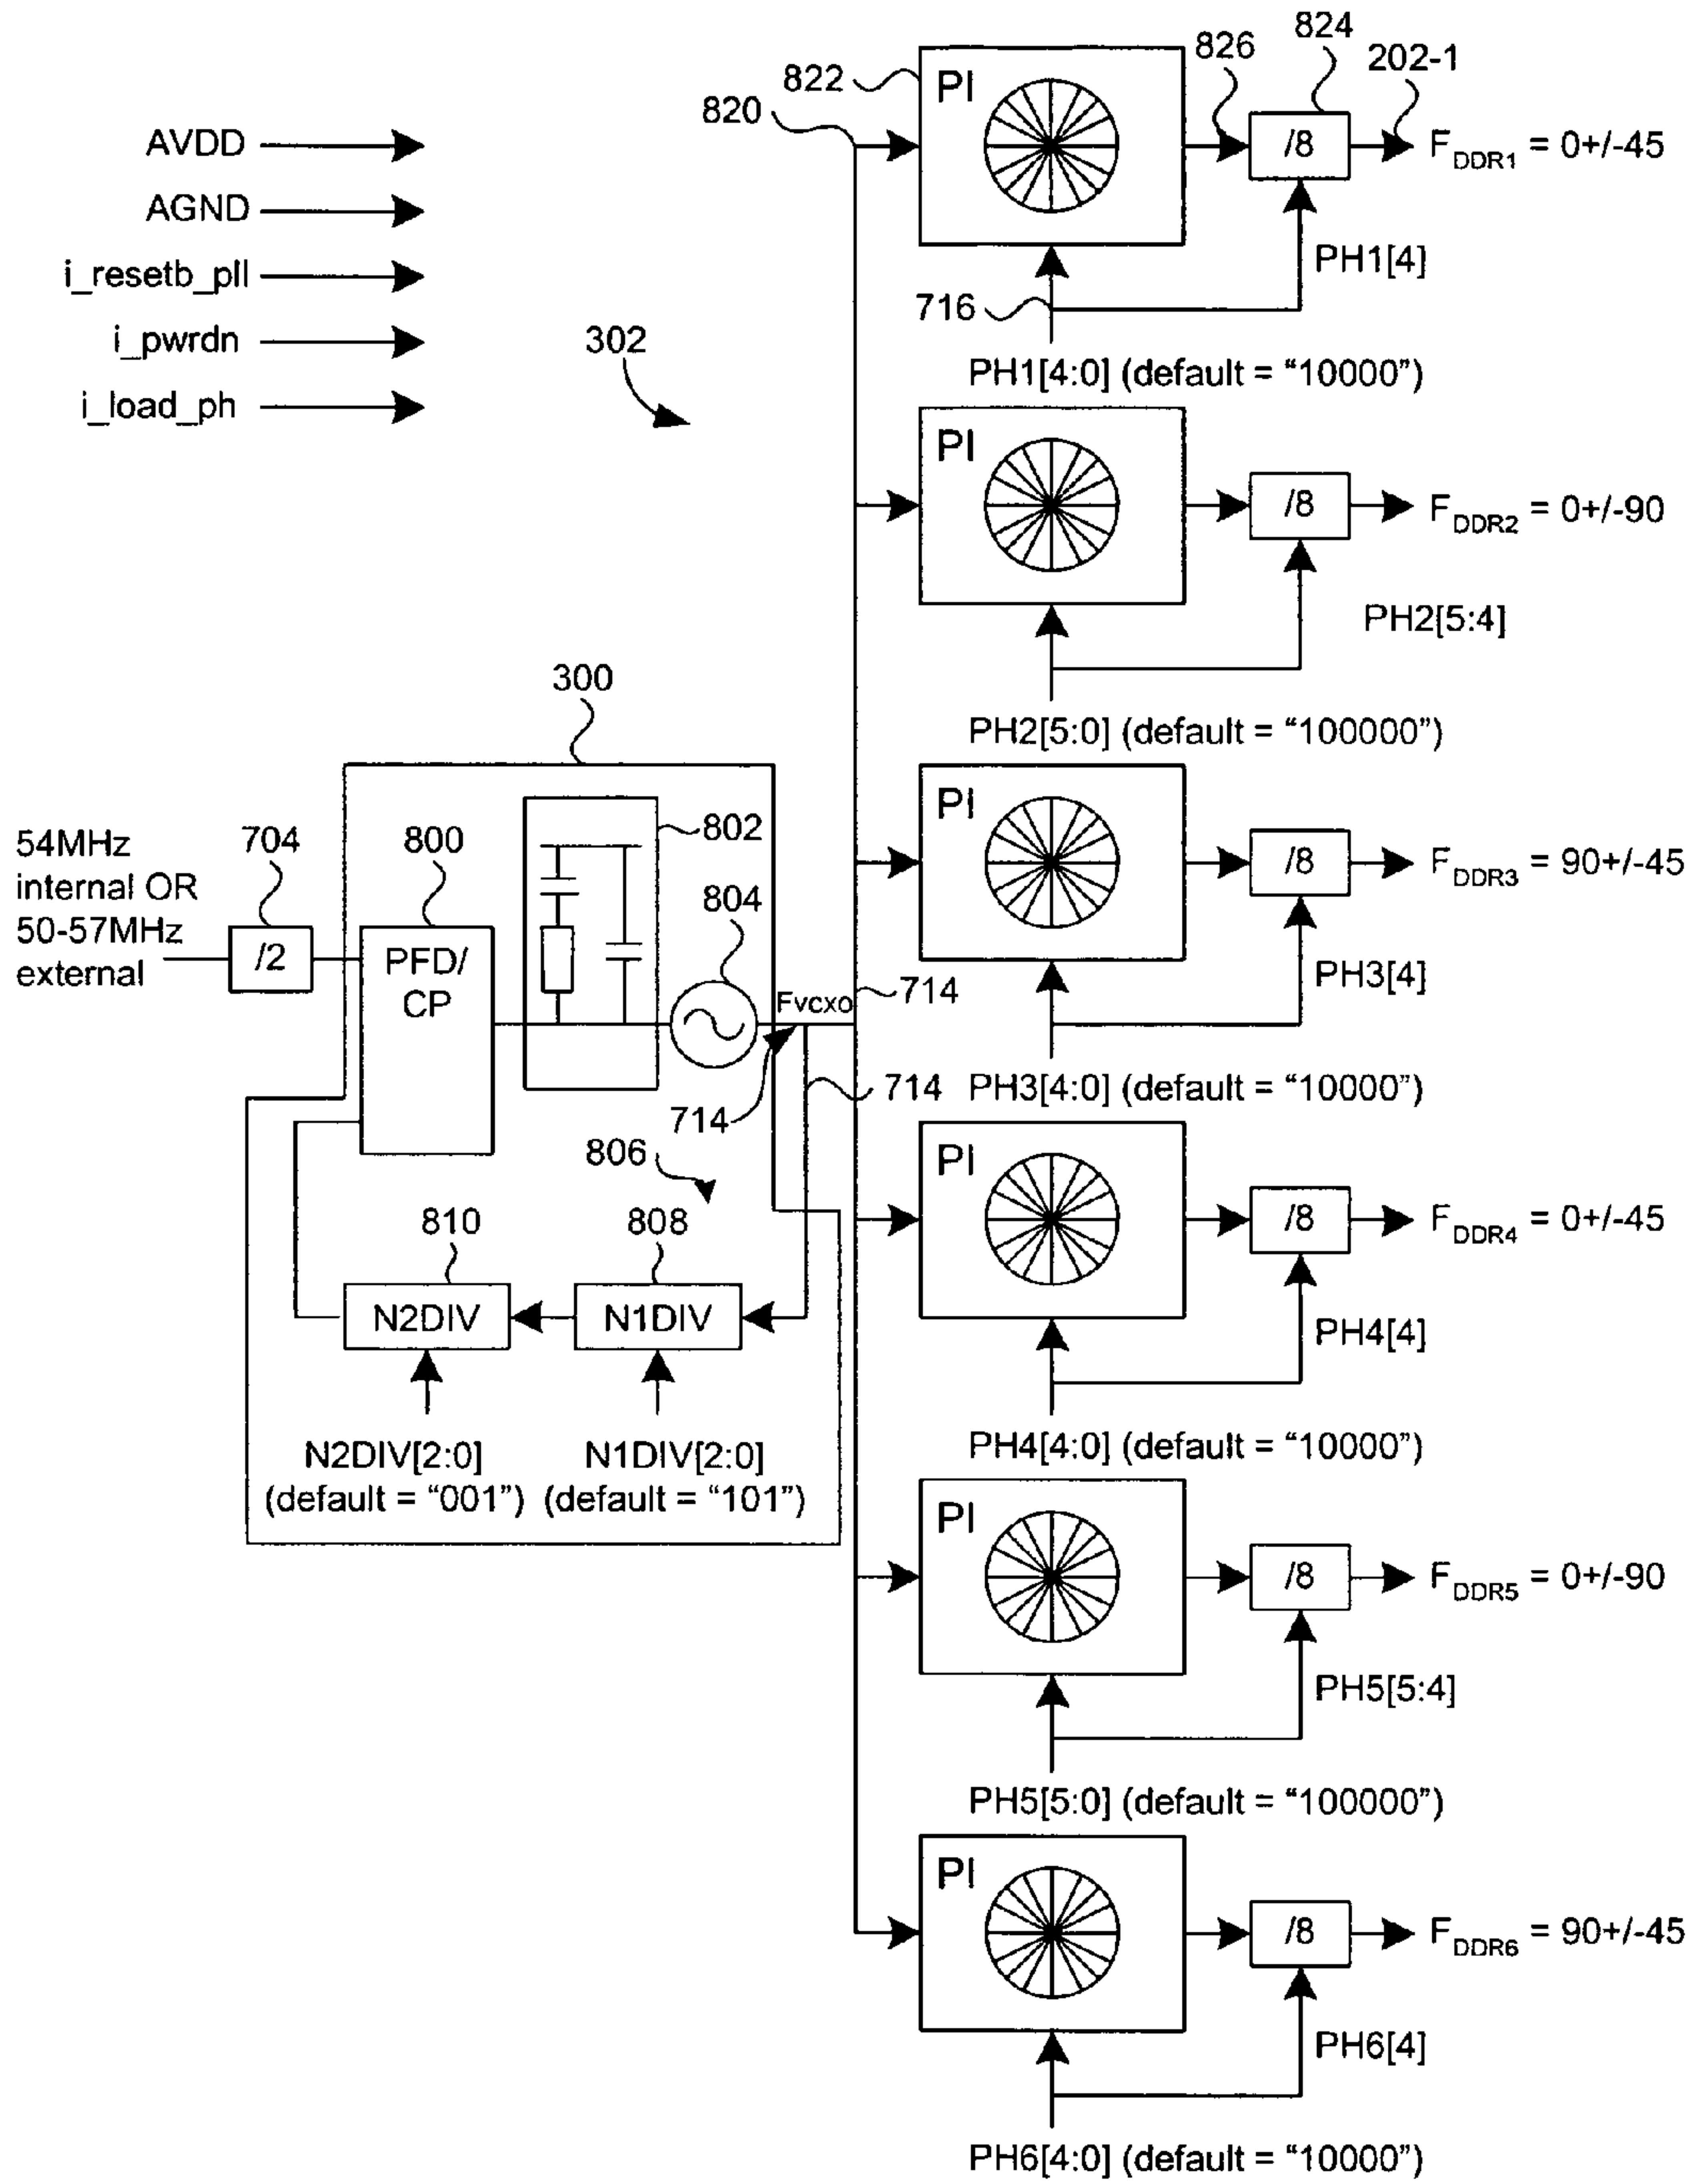 AVDD
AGND
i_resetb_pll
i_pwrdn
i_load_ph
302
820
822
PI
826
824
202-1
/8
FDDR1 = 0+/-45
PH1[4]
716
PH1[4:0] (default = “10000”)
PI
/8
FDDR2 = 0+/-90
PH2[5:4]
PH2[5:0] (default = “100000”)
PI
/8
FDDR3 = 90+/-45
PH3[4]
PH3[4:0] (default = “10000”)
PI
/8
FDDR4 = 0+/-45
PH4[4]
PH4[4:0] (default = “10000”)
PI
/8
FDDR5 = 0+/-90
PH5[5:4]
PH5[5:0] (default = “100000”)
PI
/8
FDDR6 = 90+/-45
PH6[4]
PH6[4:0] (default = “10000”)
300
54MHz
internal OR
50-57MHz
external
704
/2
800
PFD/
CP
802
804
Fvcxo
714
714
714
806
810
N2DIV
808
N1DIV
N2DIV[2:0]
(default = “001”)
N1DIV[2:0]
(default = “101”)